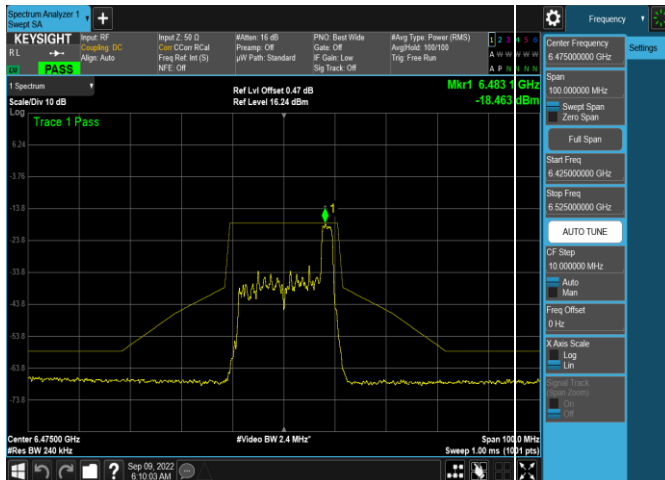 Spectrum Analyzer 1
Swept SA
Frequency
KEYSIGHT
RL
LXI
PASS
Input: RF
Coupling: DC
Align: Auto
Input Z: 50 Ω
Corr CCorr RCal
Freq Ref: Int (S)
NFE: Off
#Atten: 16 dB
Preamp: Off
µW Path: Standard
PNO: Best Wide
Gate: Off
IF Gain: Low
Sig Track: Off
#Avg Type: Power (RMS)
Avg|Hold: 100/100
Trig: Free Run
1 2 3 4 5 6
A W W W W W
A P N N N N
Center Frequency
6.475000000 GHz
Settings
Span
100.000000 MHz
Swept Span
Zero Span
Full Span
Start Freq
6.425000000 GHz
Stop Freq
6.525000000 GHz
AUTO TUNE
CF Step
10.000000 MHz
Auto
Man
Freq Offset
0 Hz
X Axis Scale
Log
Lin
Signal Track
(Span Zoom)
On
Off
1 Spectrum
Scale/Div 10 dB
Log
Ref Lvl Offset 0.47 dB
Ref Level 16.24 dBm
Mkr1 6.483 1 GHz
-18.463 dBm
Trace 1 Pass
1
6.24
-3.76
-13.8
-23.8
-33.8
-43.8
-53.8
-63.8
-73.8
Center 6.47500 GHz
#Res BW 240 kHz
#Video BW 2.4 MHz*
Span 100.0 MHz
Sweep 1.00 ms (1001 pts)
?
Sep 09, 2022
6:10:03 AM